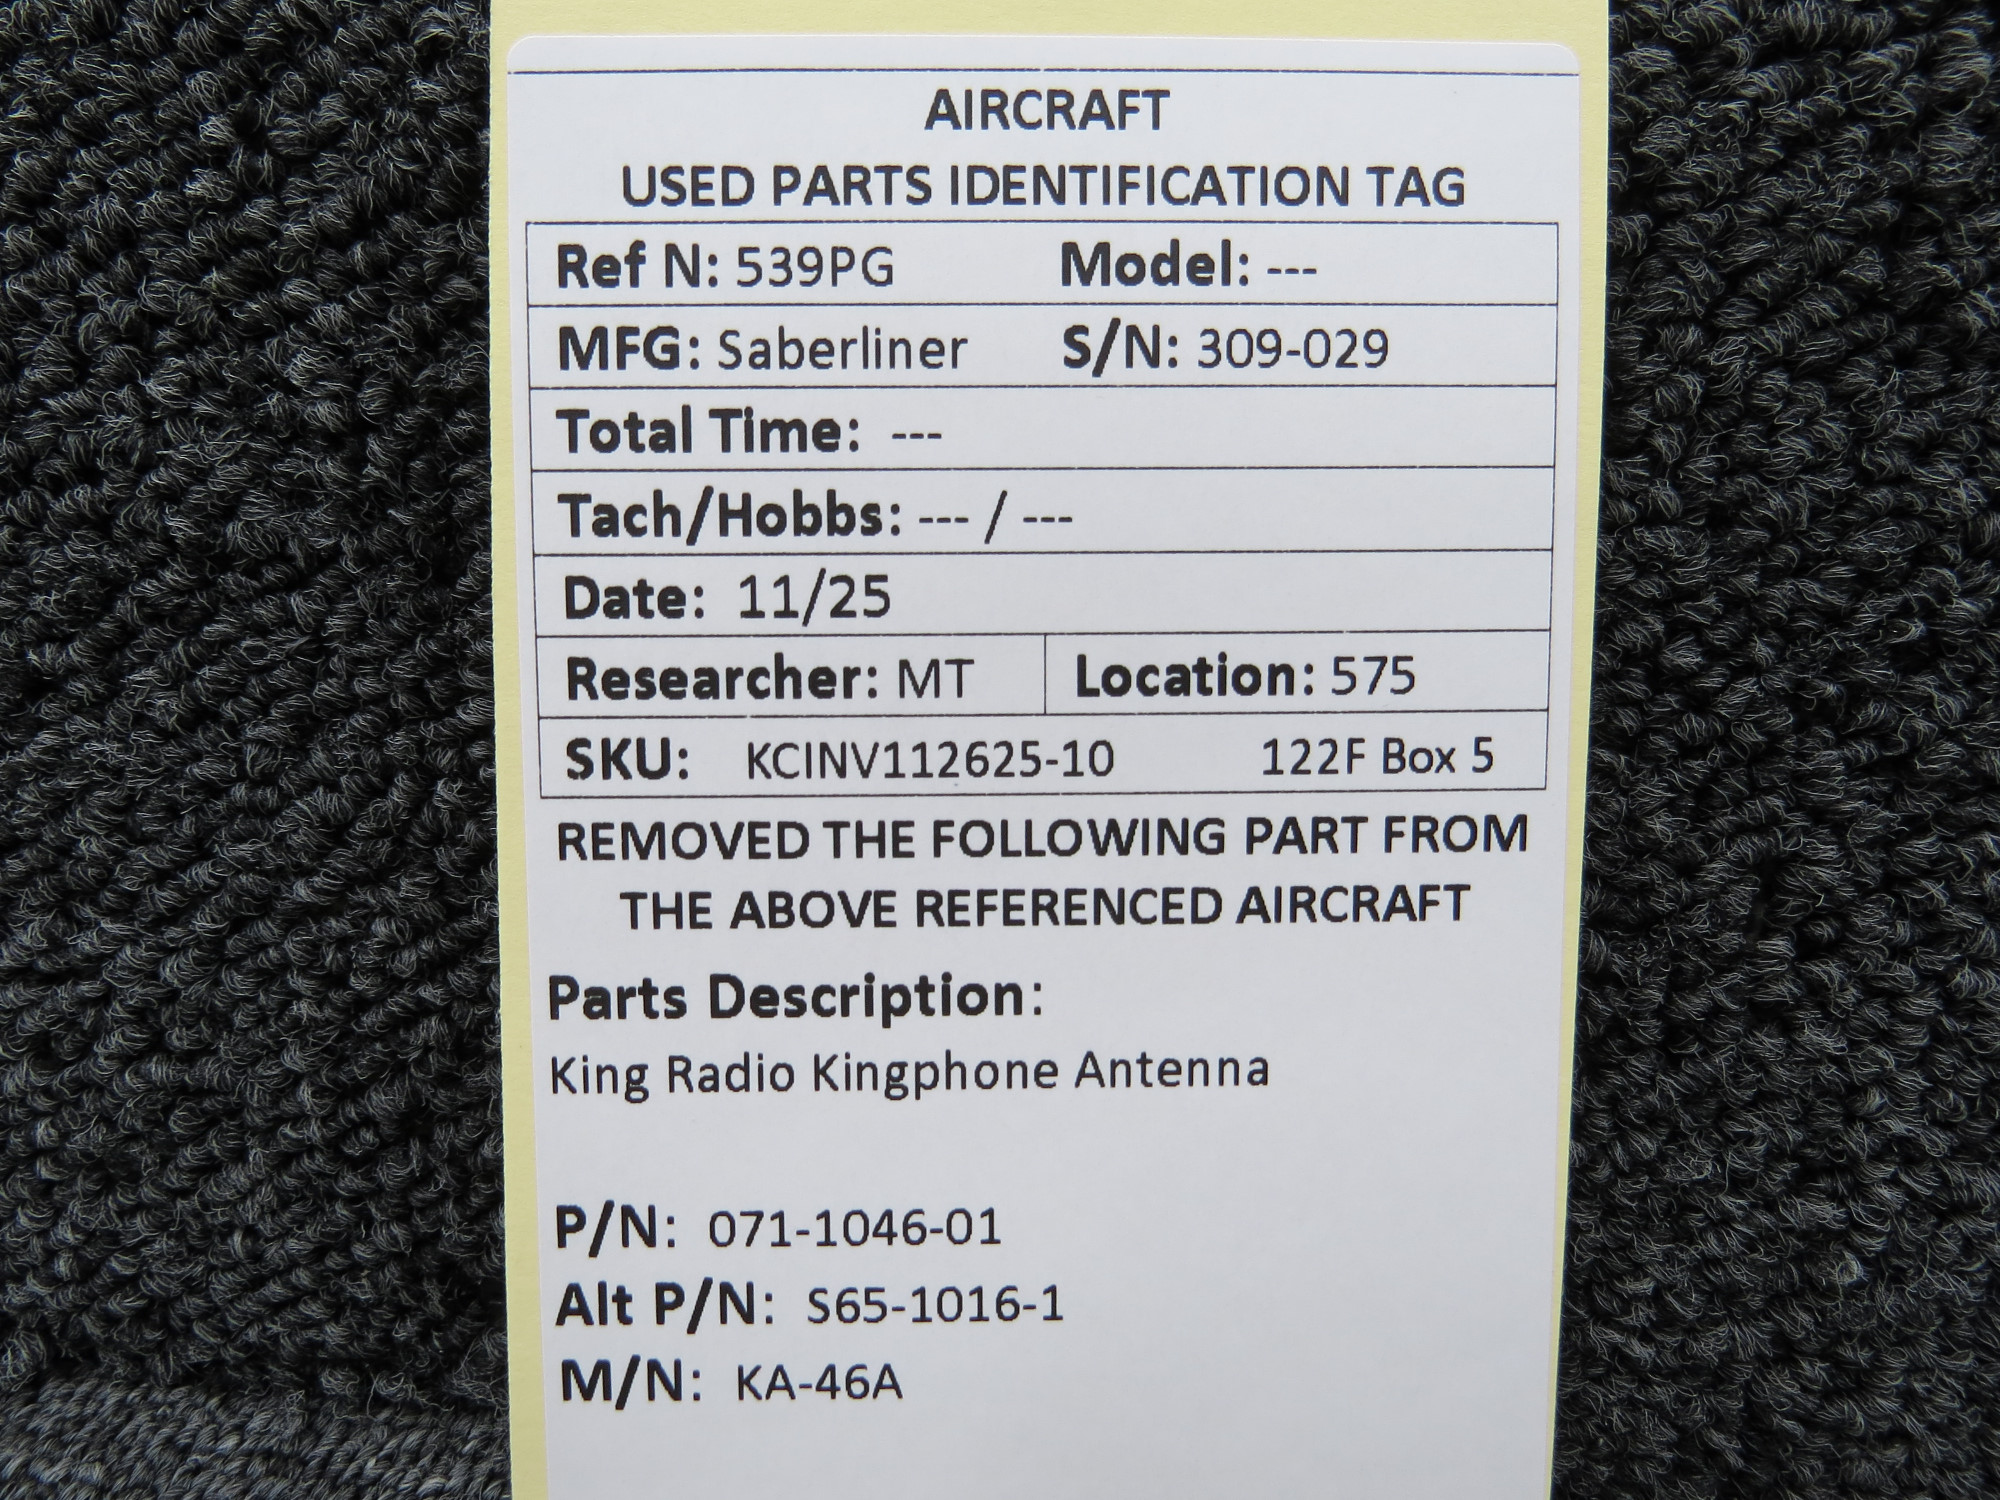 AIRCRAFT
USED PARTS IDENTIFICATION TAG
Ref N: 539PG Model: ---
MFG: Saberliner S/N: 309-029
Total Time: ---
Tach/Hobbs: --- / ---
Date: 11/25
Researcher: MT Location: 575
SKU: KCINV112625-10 122F Box 5
REMOVED THE FOLLOWING PART FROM
THE ABOVE REFERENCED AIRCRAFT
Parts Description:
King Radio Kingphone Antenna
P/N: 071-1046-01
Alt P/N: S65-1016-1
M/N: KA-46A